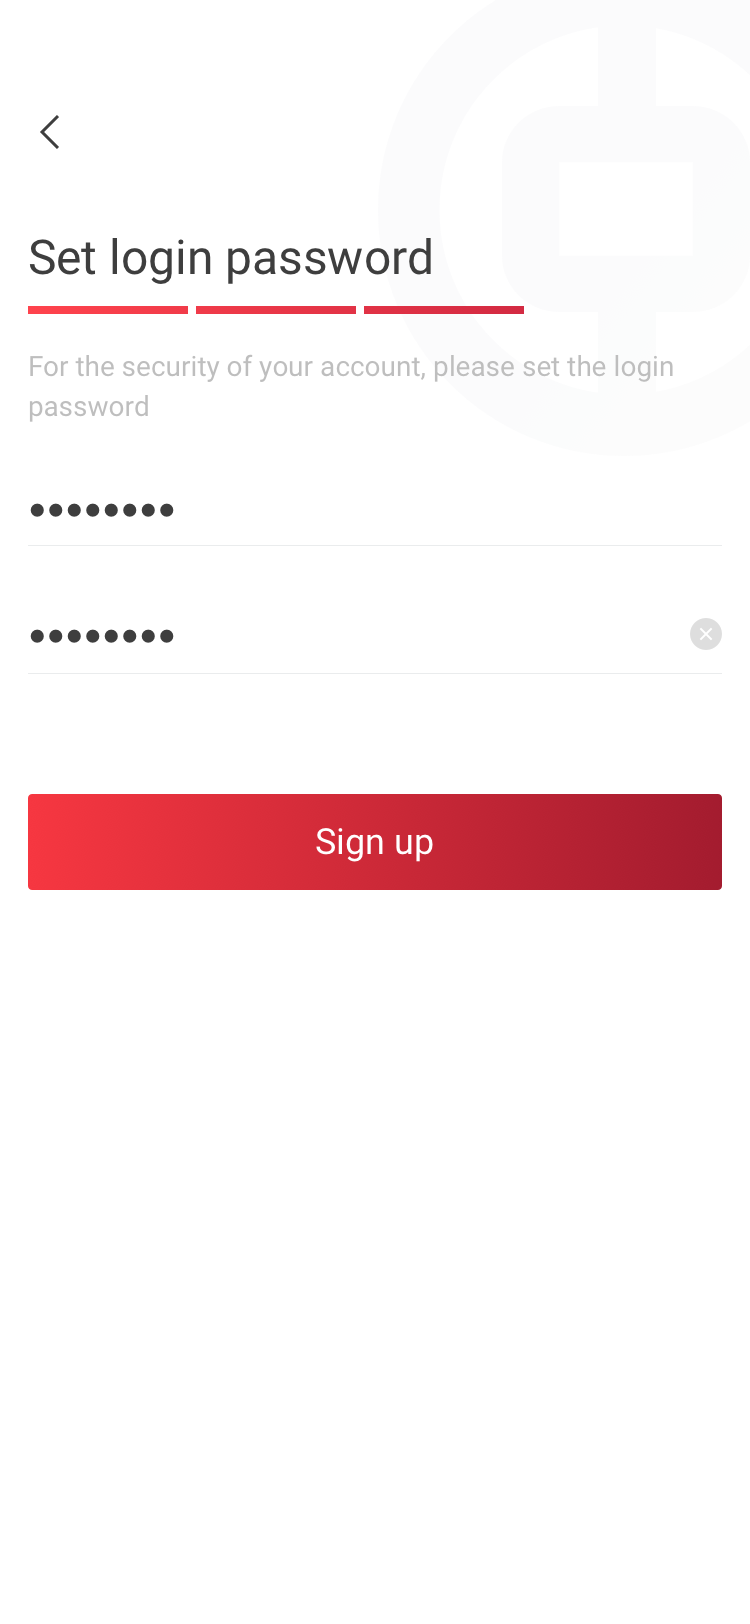 Set login password
For the security of your account, please set the login
password
••••••••
••••••••
Sign up